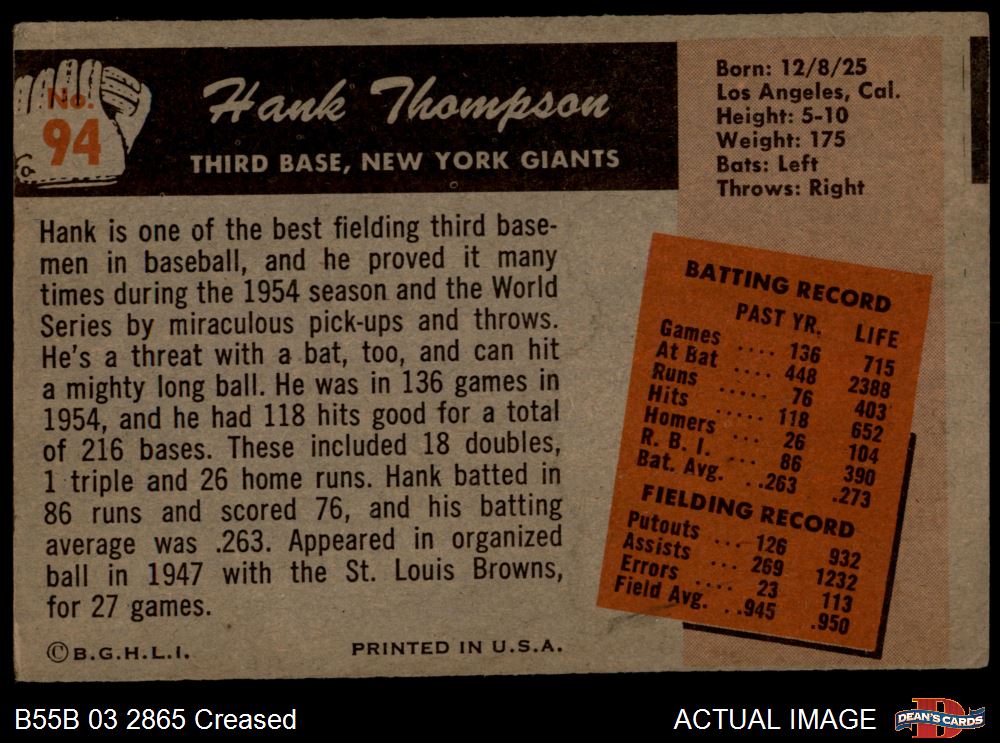 No.
94
Hank Thompson
THIRD BASE, NEW YORK GIANTS
Born: 12/8/25
Los Angeles, Cal.
Height: 5-10
Weight: 175
Bats: Left
Throws: Right
Hank is one of the best fielding third base-
men in baseball, and he proved it many
times during the 1954 season and the World
Series by miraculous pick-ups and throws.
He's a threat with a bat, too, and can hit
a mighty long ball. He was in 136 games in
1954, and he had 118 hits good for a total
of 216 bases. These included 18 doubles,
1 triple and 26 home runs. Hank batted in
86 runs and scored 76, and his batting
average was .263. Appeared in organized
ball in 1947 with the St. Louis Browns,
for 27 games.
BATTING RECORD
PAST YR. LIFE
Games .... 136 715
At Bat .... 448 2388
Runs ..... 76 403
Hits ..... 118 652
Homers ... 26 104
R. B. I. ... 86 390
Bat. Avg. ..263 .273
FIELDING RECORD
Putouts ... 126 932
Assists ... 269 1232
Errors .... 23 113
Field Avg. ..945 .950
©B.G.H.L.I.
PRINTED IN U.S.A.
B55B 03 2865 Creased
ACTUAL IMAGE
D
DEAN'S CARDS